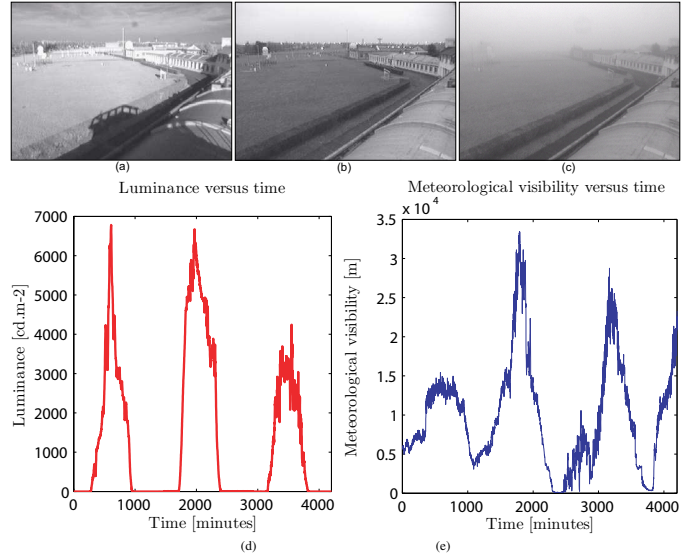 (a)
(b)
(c)
Luminance versus time
7000
6000
5000
4000
3000
2000
1000
0
0
1000
2000
3000
4000
Luminance [cd.m-2]
Time [minutes]
(d)
Meteorological visibility versus time
x 10^4
3.5
3
2.5
2
1.5
1
0.5
0
0
1000
2000
3000
4000
Meteorological visibility [m]
Time [minutes]
(e)